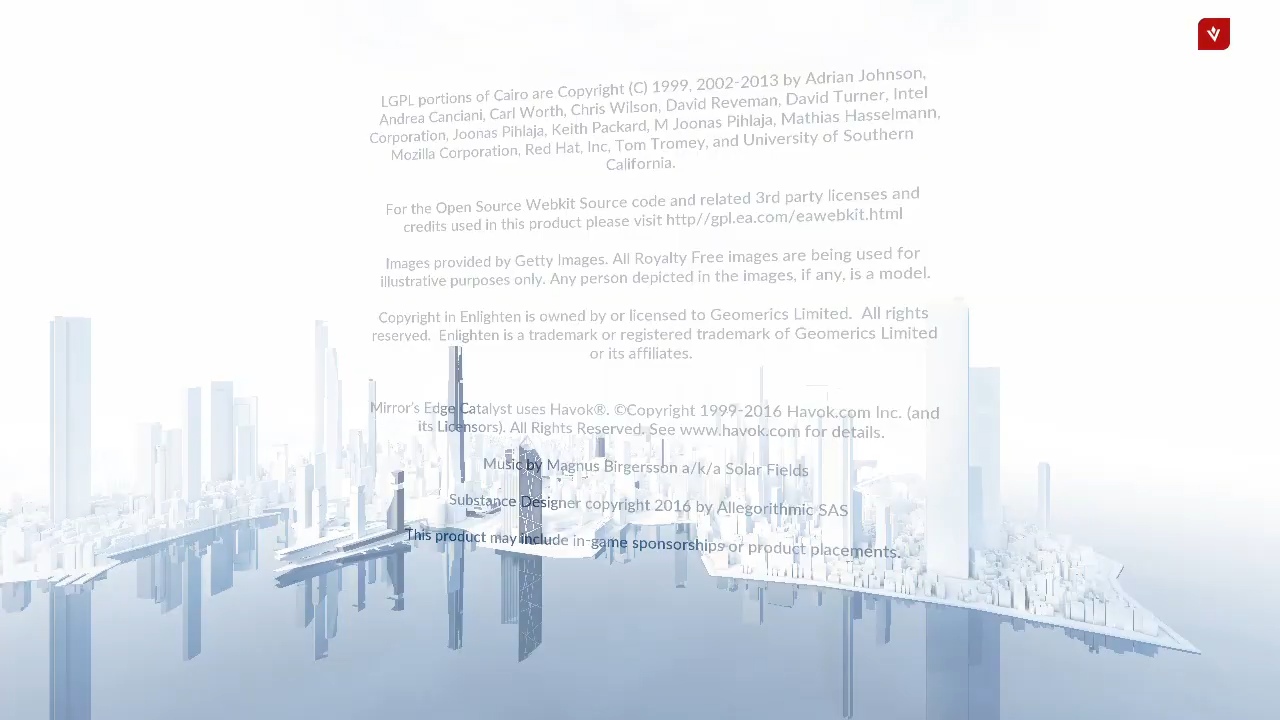 LGPL portions of Cairo are Copyright (C) 1999, 2002-2013 by Adrian Johnson,
Andrea Canciani, Carl Worth, Chris Wilson, David Reveman, David Turner, Intel
Corporation, Joonas Pihlaja, Keith Packard, M Joonas Pihlaja, Mathias Hasselmann,
Mozilla Corporation, Red Hat, Inc, Tom Tromey, and University of Southern
California.
For the Open Source Webkit Source code and related 3rd party licenses and
credits used in this product please visit http//gpl.ea.com/eawebkit.html
Images provided by Getty Images. All Royalty Free images are being used for
illustrative purposes only. Any person depicted in the images, if any, is a model.
Copyright in Enlighten is owned by or licensed to Geomerics Limited.  All rights
reserved.  Enlighten is a trademark or registered trademark of Geomerics Limited
or its affiliates.
Mirror's Edge Catalyst uses Havok®. ©Copyright 1999-2016 Havok.com Inc. (and
its Licensors). All Rights Reserved. See www.havok.com for details.
Music by Magnus Birgersson a/k/a Solar Fields
Substance Designer copyright 2016 by Allegorithmic SAS
This product may include in-game sponsorships or product placements.